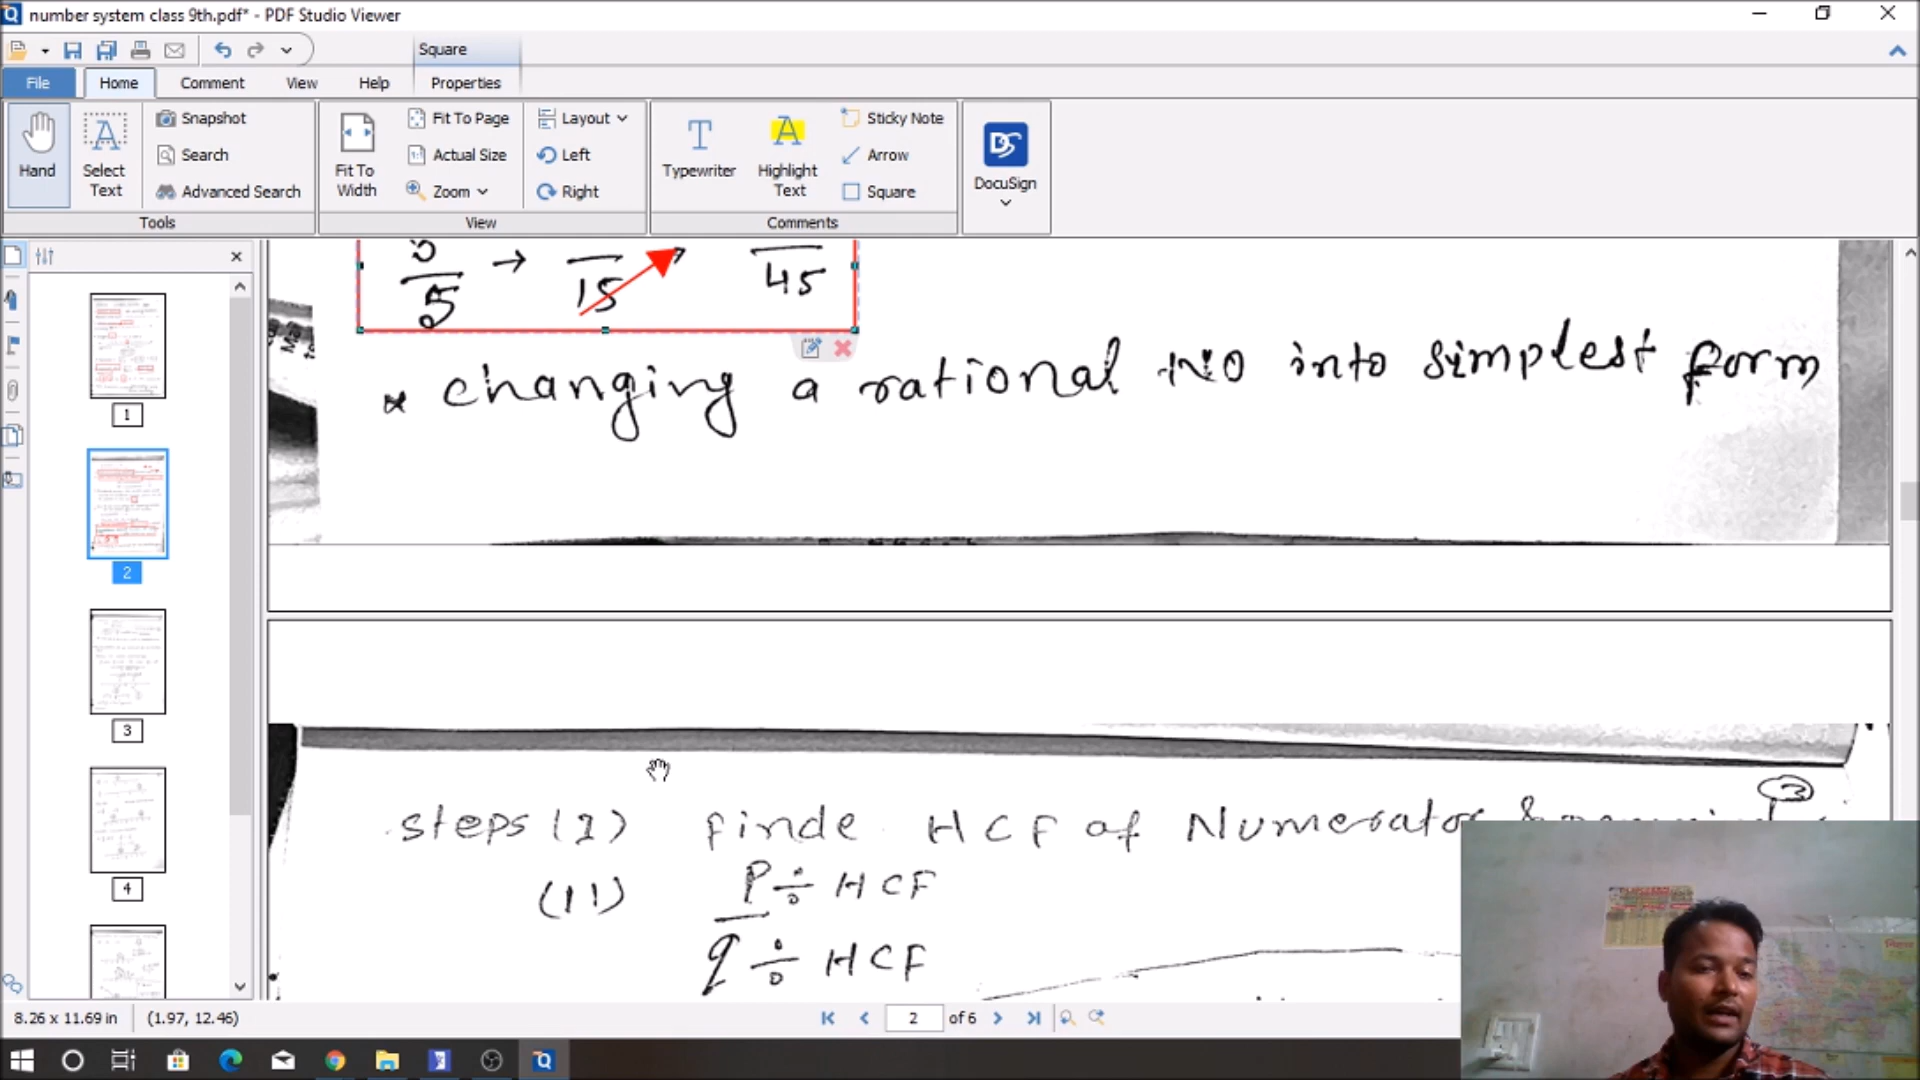 number system class 9th.pdf* - PDF Studio Viewer
Square
File Home Comment View Help Properties
Hand
Select Text
Snapshot
Search
Advanced Search
Tools
Fit To Width
Fit To Page
Actual Size
Zoom
Layout
Left
Right
View
Typewriter
Highlight Text
Sticky Note
Arrow
Square
Comments
DocuSign
5 → 15 45
* changing a rational NO into simplest form
steps (I) finde HCF of Numerator &
(II) P ÷ HCF
q ÷ HCF
1
2
3
4
8.26 x 11.69 in (1.97, 12.46) 2 of 6